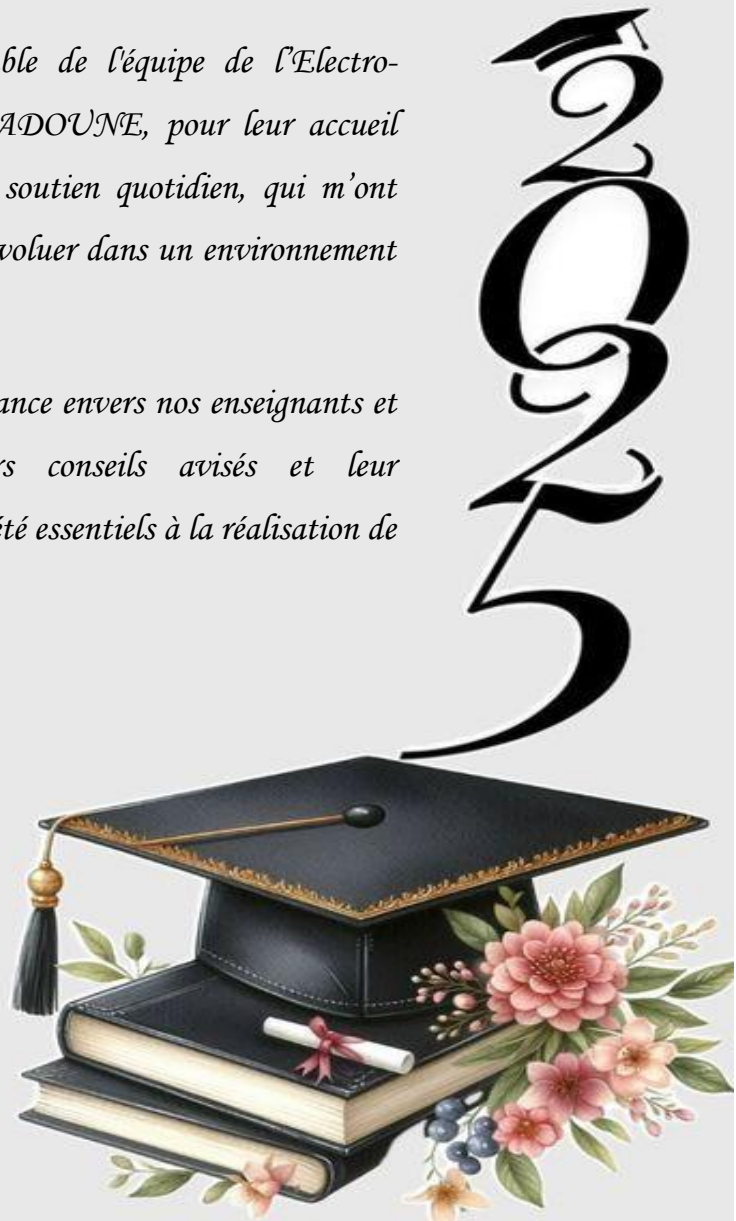 ble de l'équipe de l’Electro-
ADOUNE, pour leur accueil
soutien quotidien, qui m’ont
voluer dans un environnement
ance envers nos enseignants et
rs conseils avisés et leur
été essentiels à la réalisation de
2025